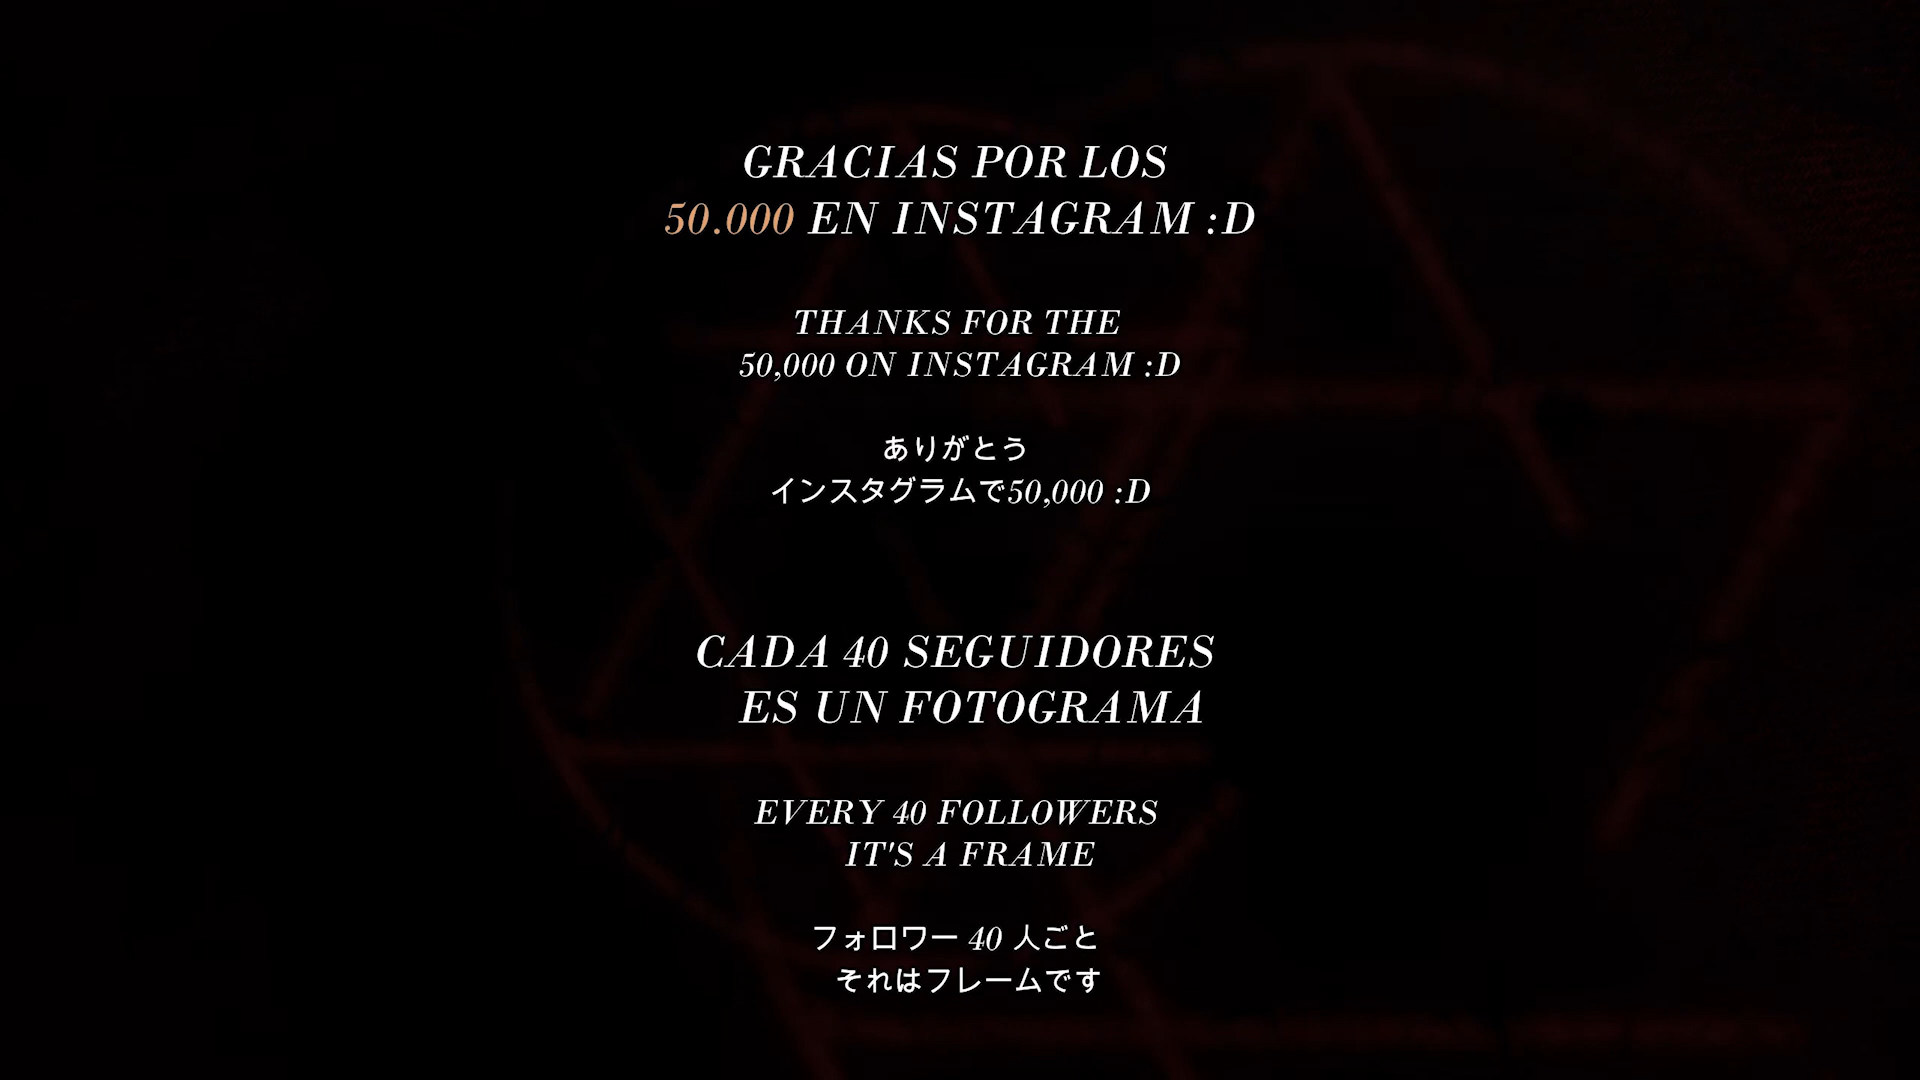 GRACIAS POR LOS
50.000 EN INSTAGRAM :D
THANKS FOR THE
50,000 ON INSTAGRAM :D
ありがとう
インスタグラムで50,000 :D
CADA 40 SEGUIDORES
ES UN FOTOGRAMA
EVERY 40 FOLLOWERS
IT'S A FRAME
フォロワー 40 人ごと
それはフレームです